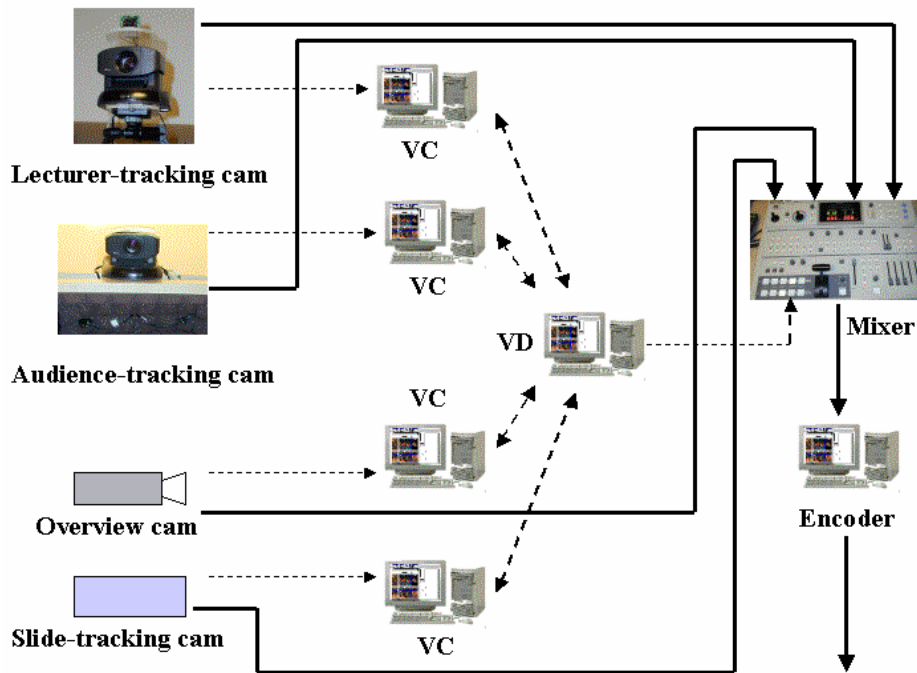 Lecturer-tracking cam
VC
VC
Audience-tracking cam
VD
Mixer
VC
Overview cam
Encoder
Slide-tracking cam
VC